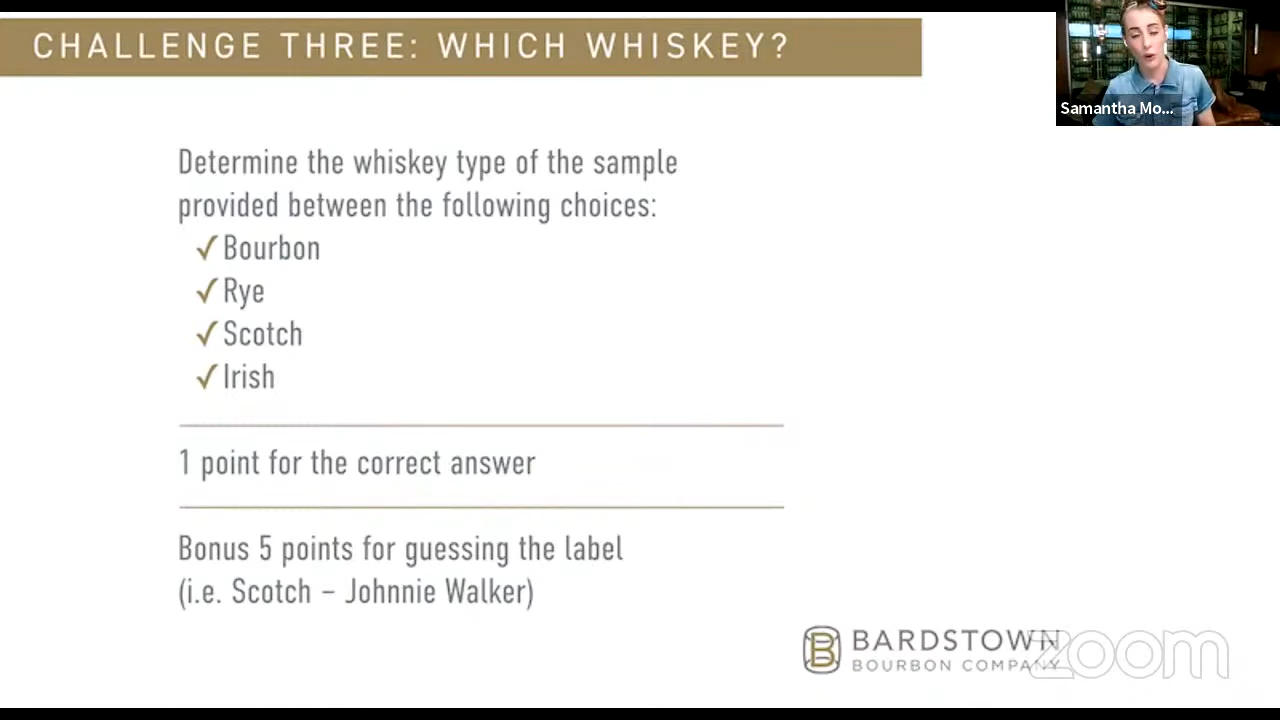 CHALLENGE THREE: WHICH WHISKEY?
Samantha Mo...
Determine the whiskey type of the sample
provided between the following choices:
✓ Bourbon
✓ Rye
✓ Scotch
✓ Irish
1 point for the correct answer
Bonus 5 points for guessing the label
(i.e. Scotch – Johnnie Walker)
B BARDSTOWN
BOURBON COMPANY
zoom